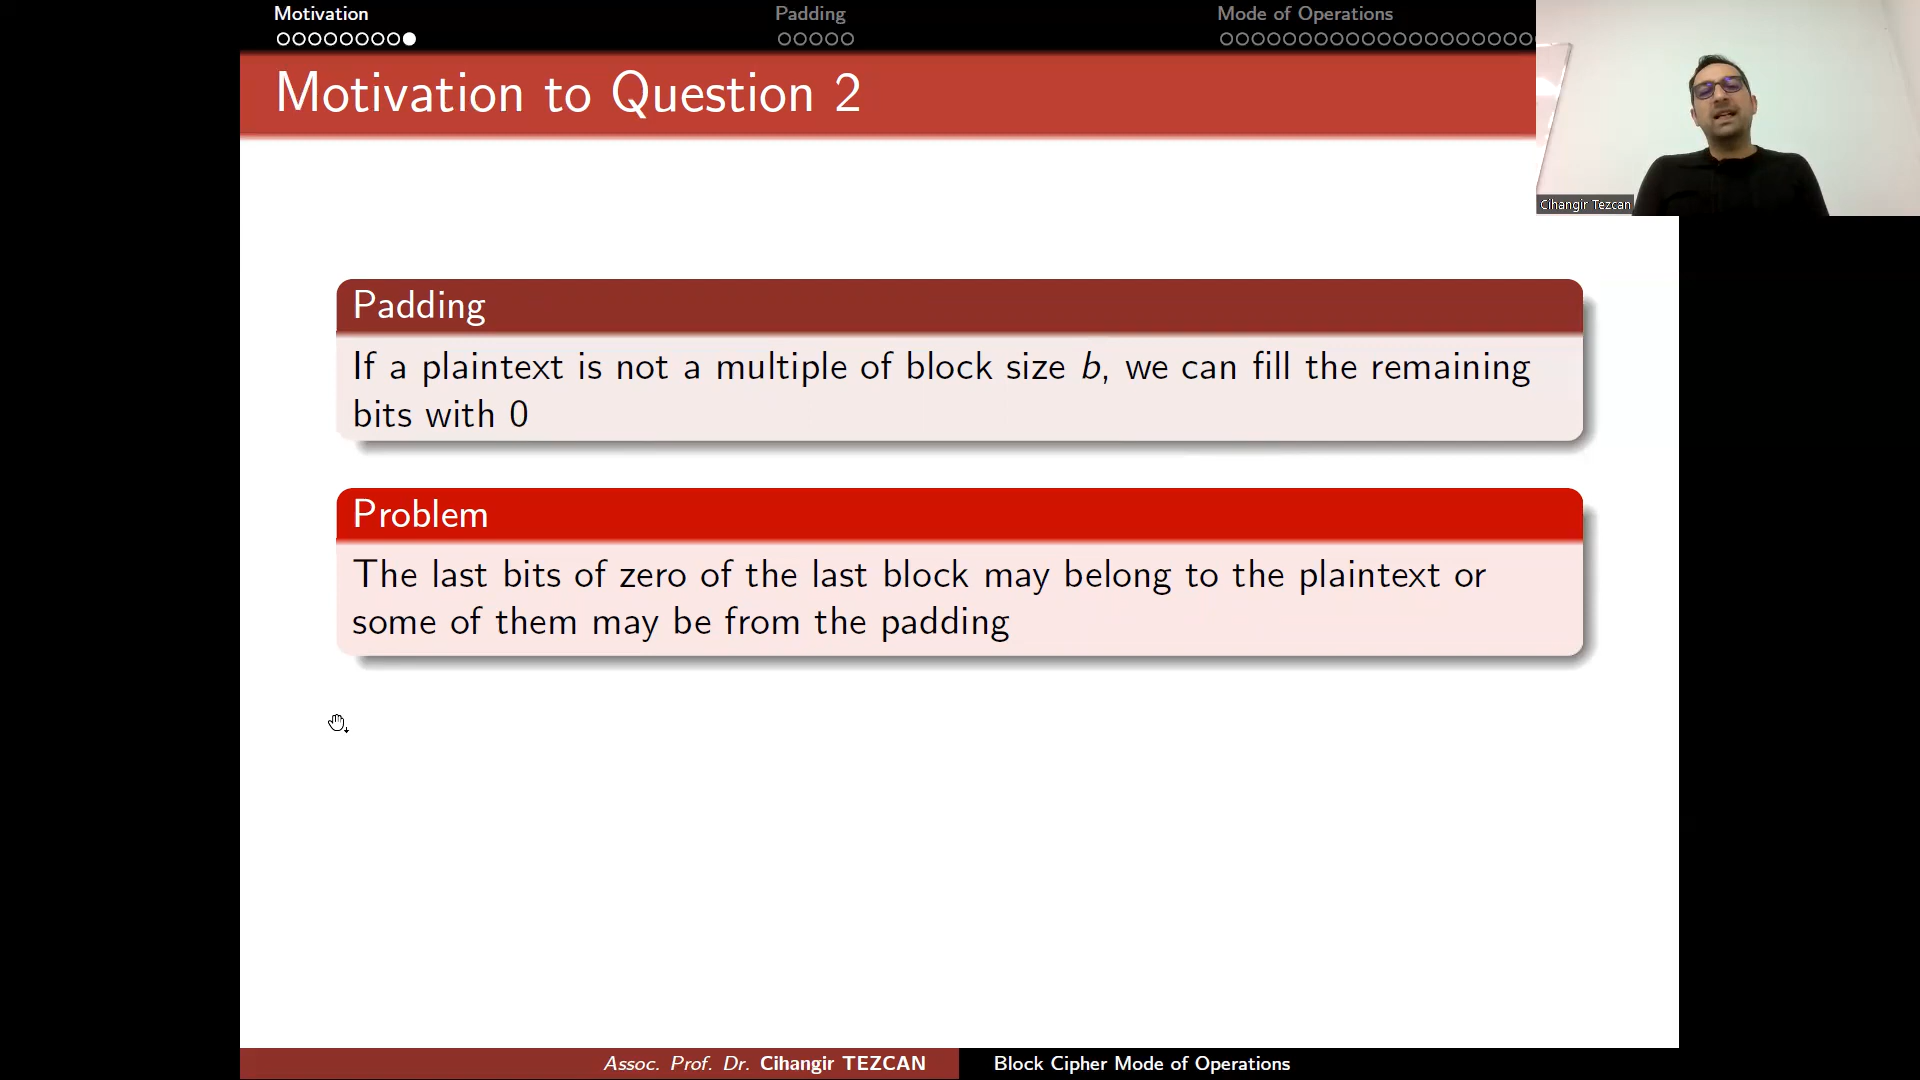 Motivation
Padding
Mode of Operations
Motivation to Question 2
Cihangir Tezcan
Padding
If a plaintext is not a multiple of block size b, we can fill the remaining
bits with 0
Problem
The last bits of zero of the last block may belong to the plaintext or
some of them may be from the padding
Assoc. Prof. Dr. Cihangir TEZCAN
Block Cipher Mode of Operations